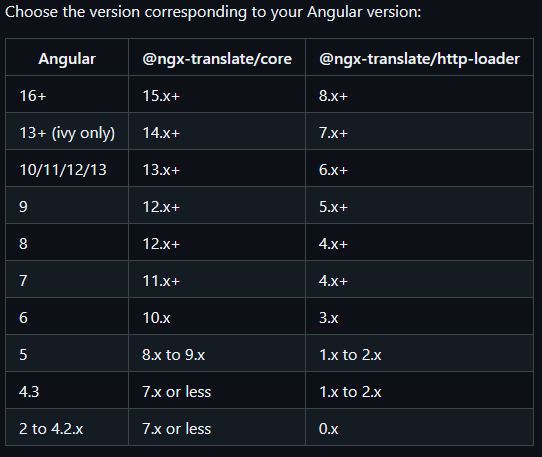 Choose the version corresponding to your Angular version:
Angular @ngx-translate/core @ngx-translate/http-loader
16+ 15.x+ 8.x+
13+ (ivy only) 14.x+ 7.x+
10/11/12/13 13.x+ 6.x+
9 12.x+ 5.x+
8 12.x+ 4.x+
7 11.x+ 4.x+
6 10.x 3.x
5 8.x to 9.x 1.x to 2.x
4.3 7.x or less 1.x to 2.x
2 to 4.2.x 7.x or less 0.x